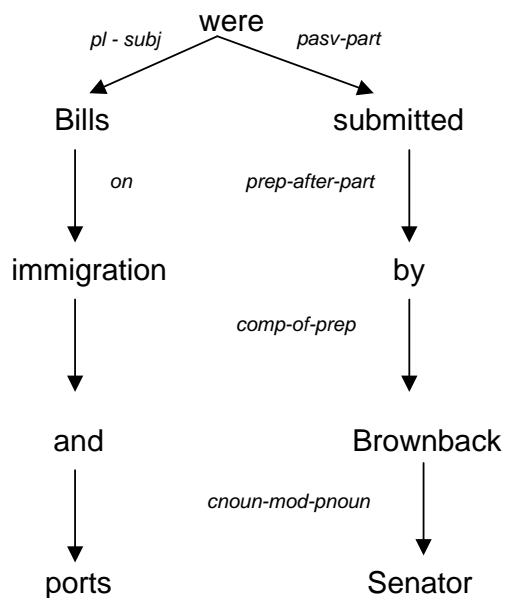 were
pl - subj pasv-part
Bills submitted
on prep-after-part
immigration by
comp-of-prep
and Brownback
cnoun-mod-pnoun
ports Senator